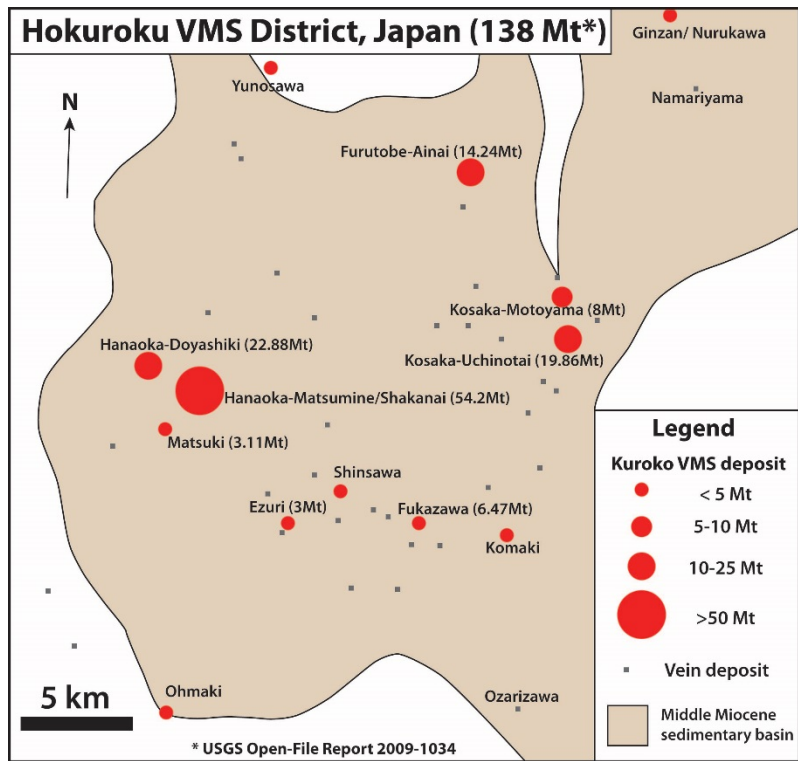 Hokuroku VMS District, Japan (138 Mt*)
Ginzan/ Nurukawa
Yunosawa
Namariyama
N
Furutobe-Ainai (14.24Mt)
Kosaka-Motoyama (8Mt)
Hanaoka-Doyashiki (22.88Mt)
Kosaka-Uchinotai (19.86Mt)
Hanaoka-Matsumine/Shakanai (54.2Mt)
Matsuki (3.11Mt)
Shinsawa
Ezuri (3Mt)
Fukazawa (6.47Mt)
Komaki
Ohmaki
Ozarizawa
5 km
* USGS Open-File Report 2009-1034
Legend
Kuroko VMS deposit
< 5 Mt
5-10 Mt
10-25 Mt
>50 Mt
Vein deposit
Middle Miocene
sedimentary basin